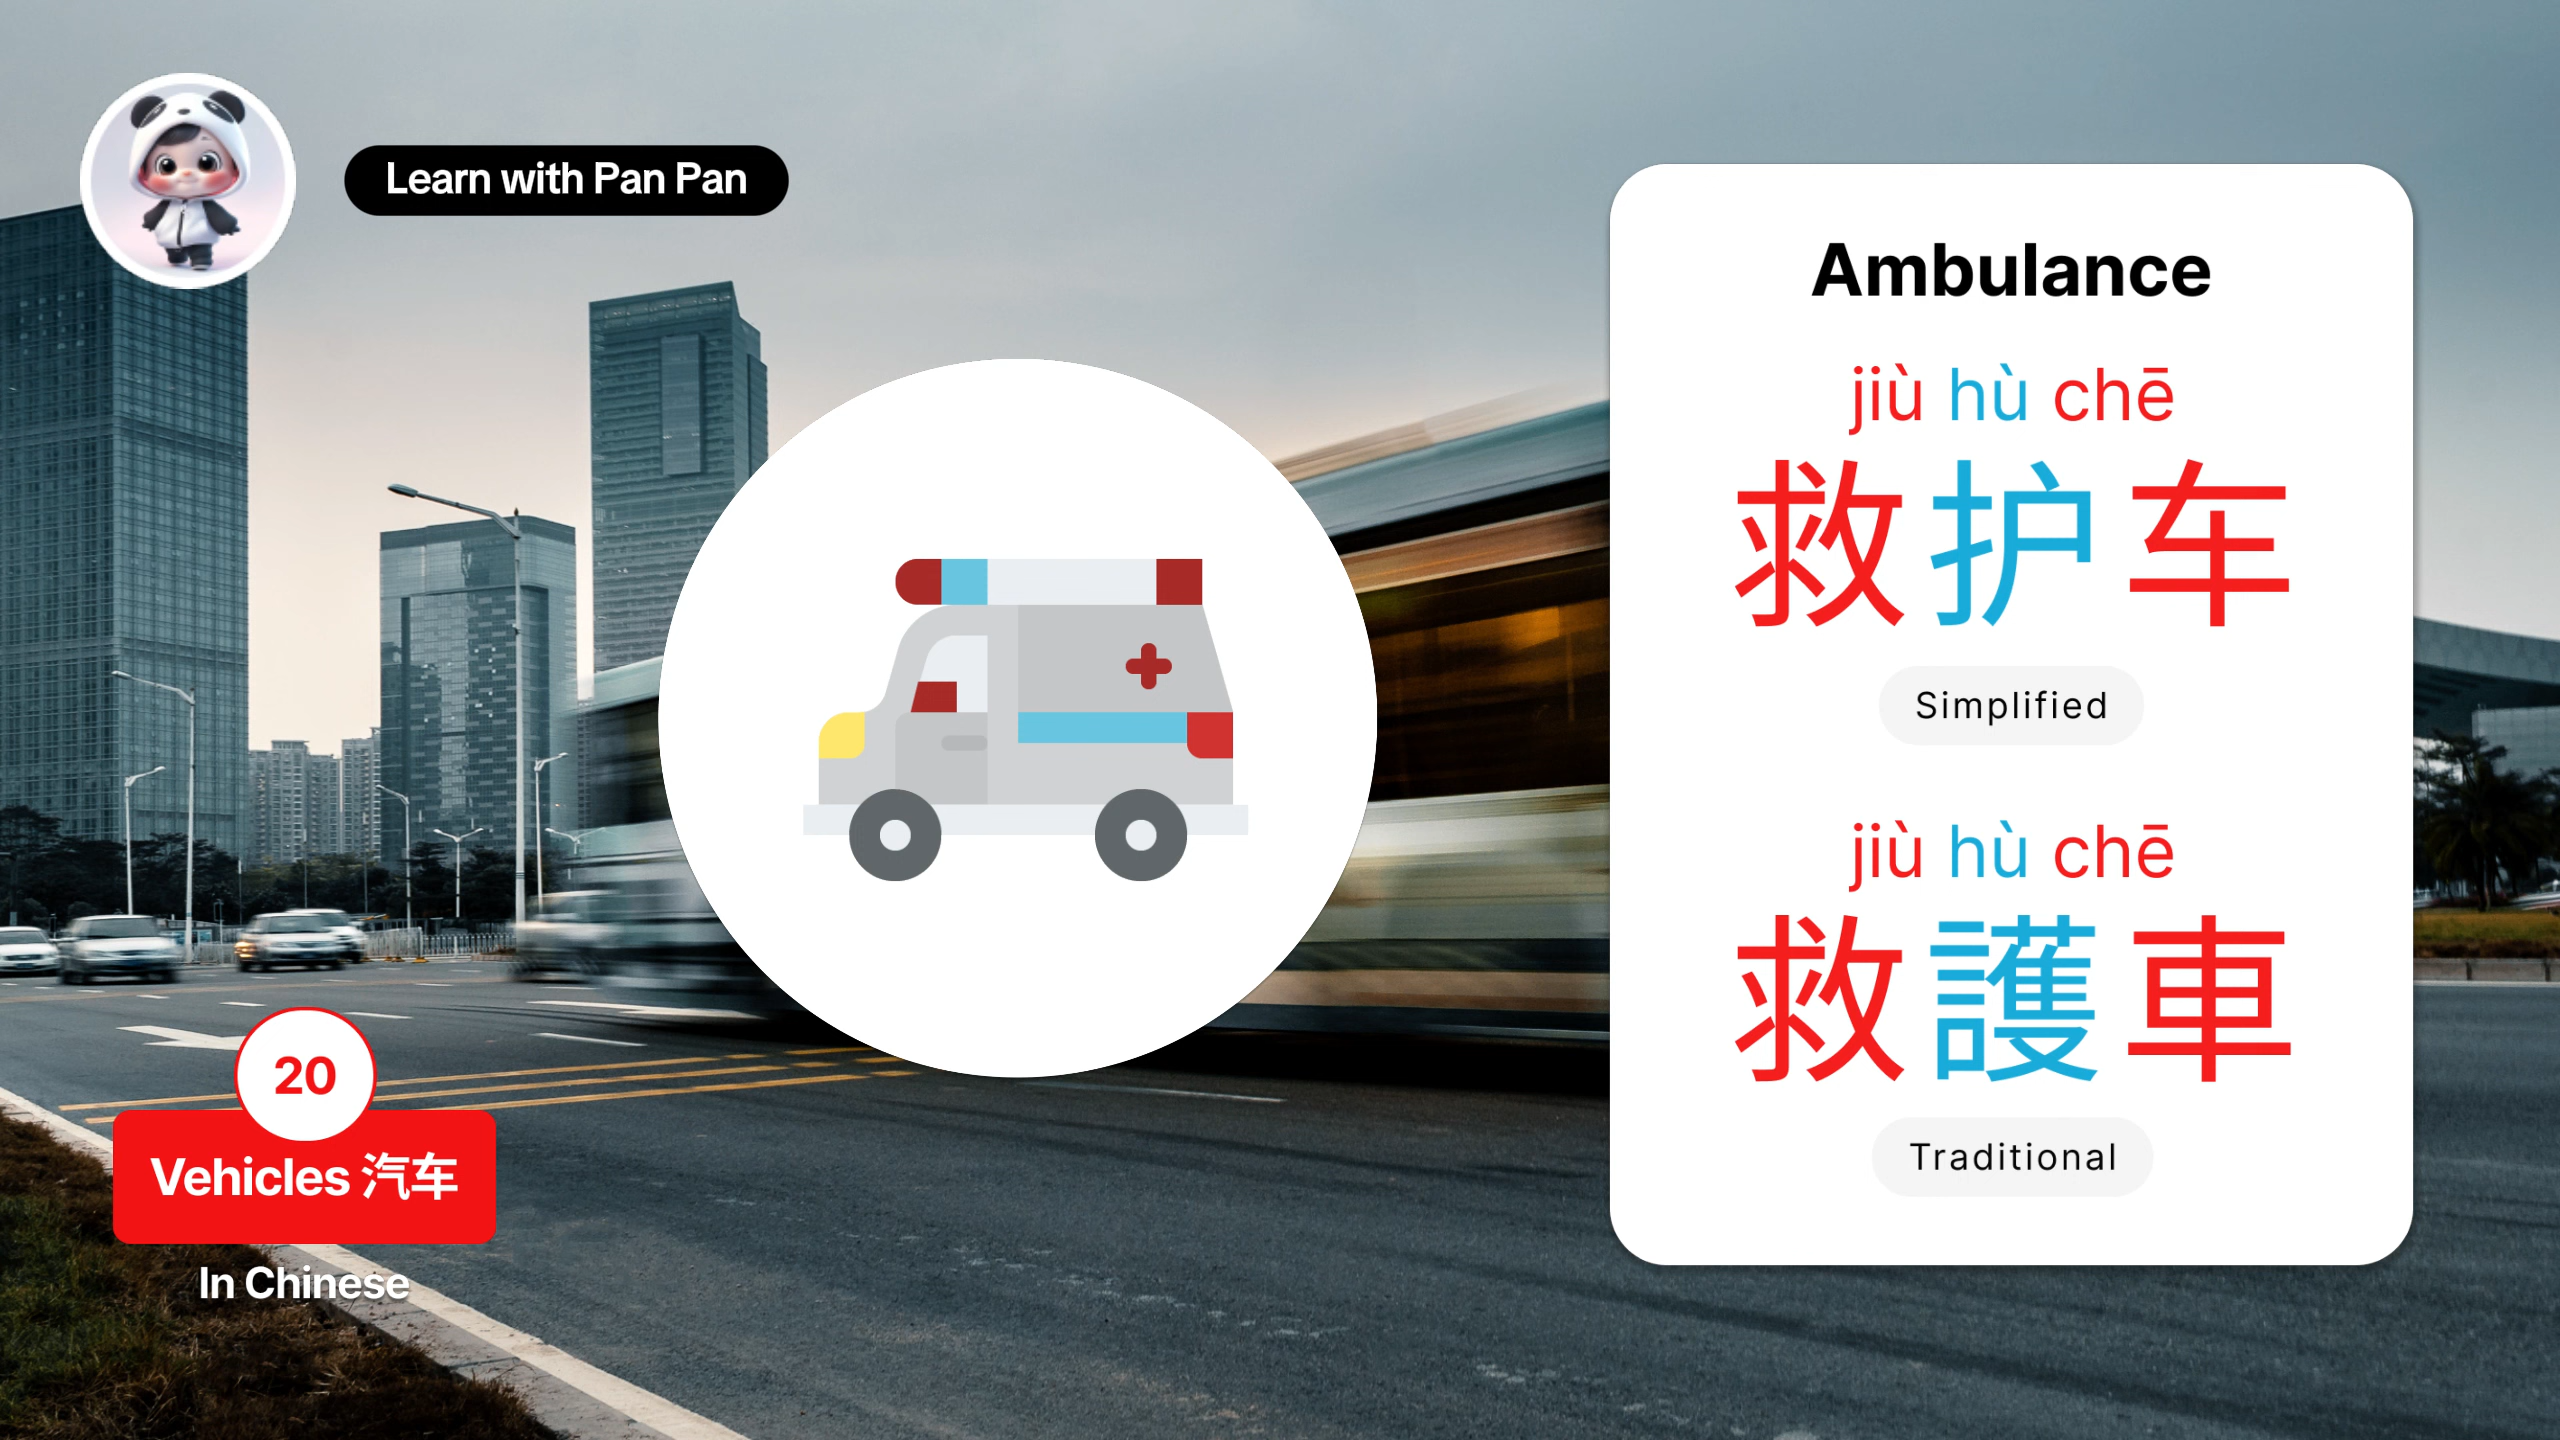 Learn with Pan Pan
Ambulance
jiù hù chē
救护车
Simplified
jiù hù chē
救護車
Traditional
20
Vehicles 汽车
In Chinese